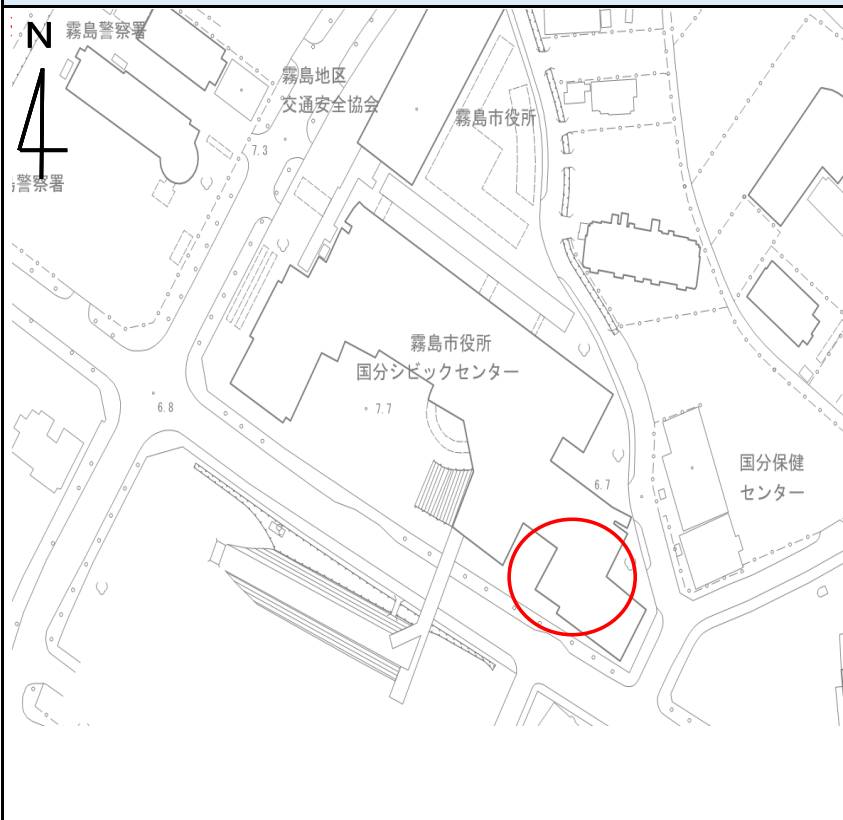 N
霧島警察署
霧島地区
交通安全協会
霧島市役所
7.3
警察署
霧島市役所
国分シビックセンター
7.7
6.8
6.7
国分保健
センター